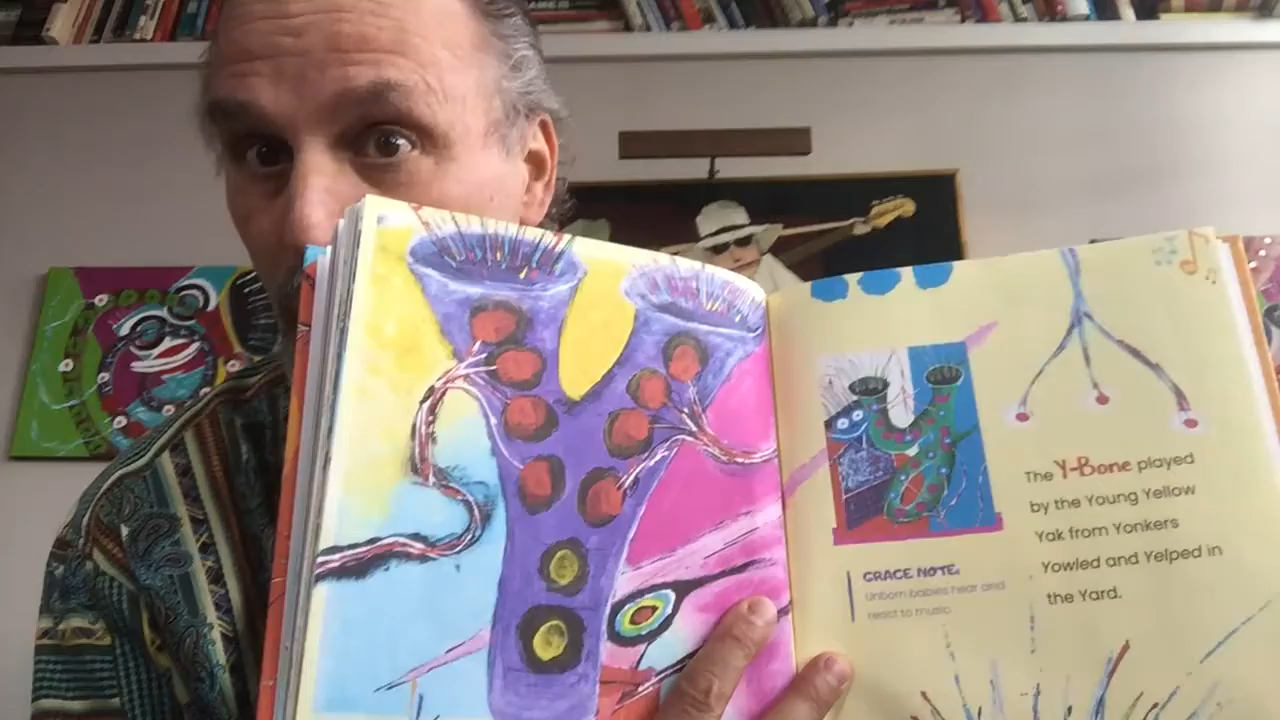 The Y-Bone played
by the Young Yellow
Yak from Yonkers
Yowled and Yelped in
the Yard.
GRACE NOTE:
Unborn babies hear and
react to music.